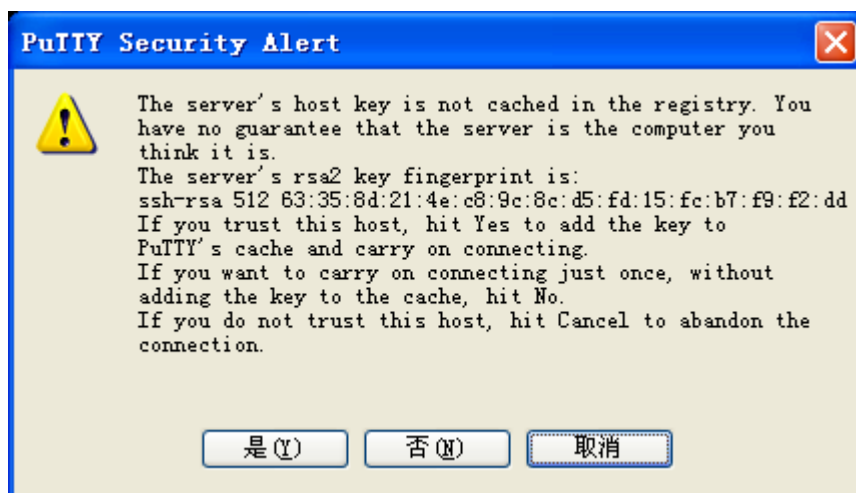 PuTTY Security Alert
The server's host key is not cached in the registry. You
have no guarantee that the server is the computer you
think it is.
The server's rsa2 key fingerprint is:
ssh-rsa 512 63:35:8d:21:4e:c8:9c:8c:d5:fd:15:fc:b7:f9:f2:dd
If you trust this host, hit Yes to add the key to
PuTTY's cache and carry on connecting.
If you want to carry on connecting just once, without
adding the key to the cache, hit No.
If you do not trust this host, hit Cancel to abandon the
connection.
是(Y) 否(N) 取消